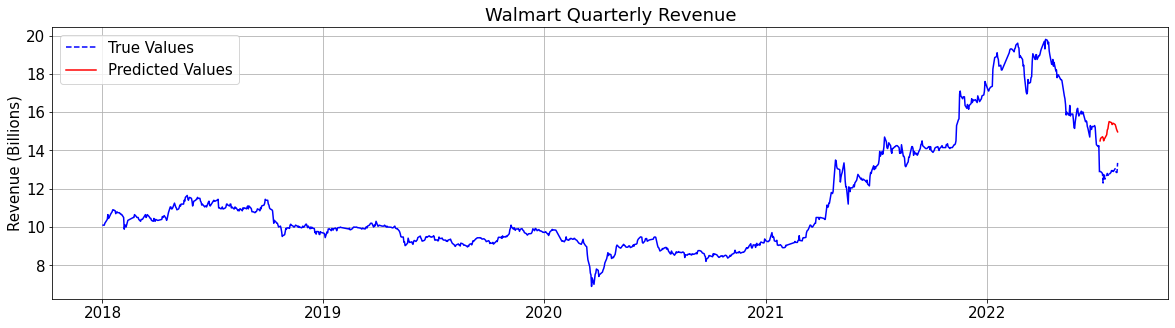 Walmart Quarterly Revenue
True Values
Predicted Values
Revenue (Billions)
20
18
16
14
12
10
8
2018 2019 2020 2021 2022